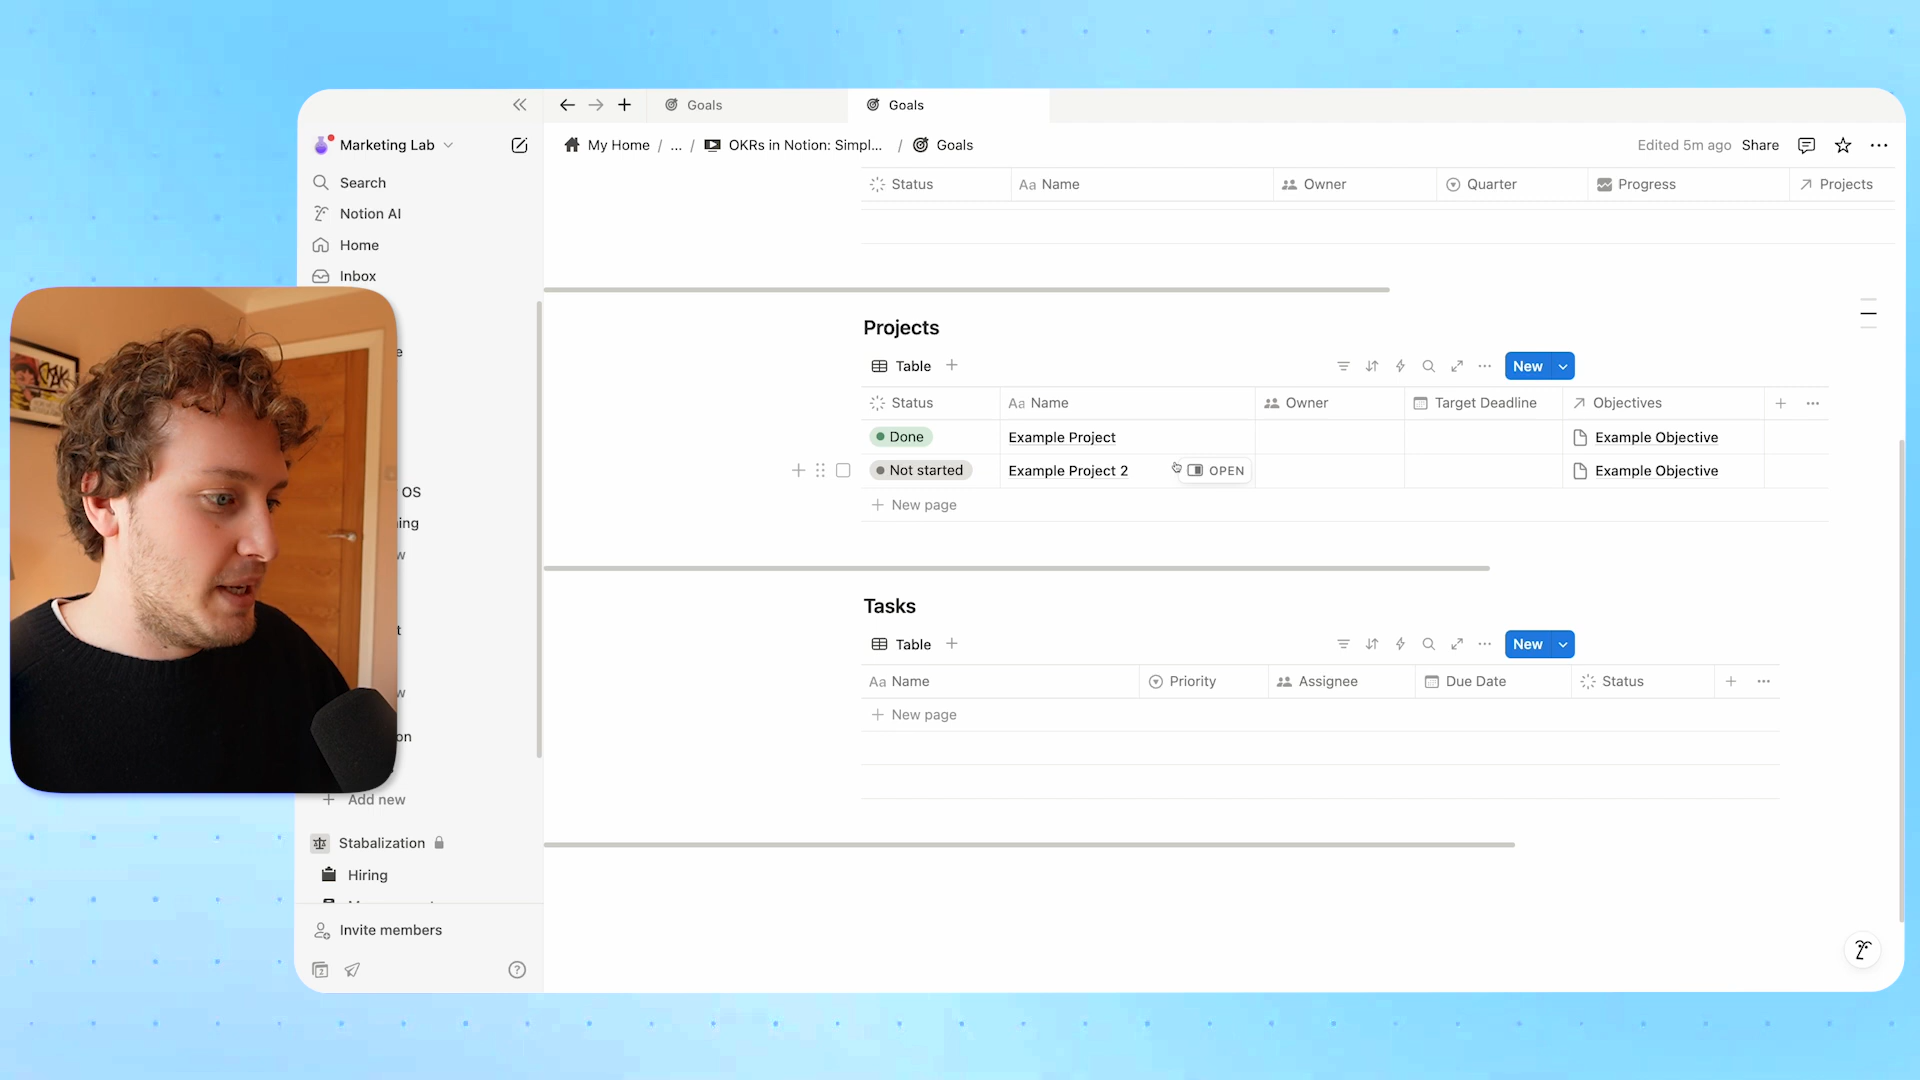 Goals
Goals
Marketing Lab
My Home / ... / OKRs in Notion: Simpl... / Goals
Edited 5m ago
Share
Search
Notion AI
Home
Inbox
OS
Add new
Stabalization
Hiring
Invite members
Status
Aa Name
Owner
Quarter
Progress
Projects
Projects
Table
New
Status
Aa Name
Owner
Target Deadline
Objectives
Done
Example Project
Example Objective
Not started
Example Project 2
OPEN
Example Objective
New page
Tasks
Table
New
Aa Name
Priority
Assignee
Due Date
Status
New page